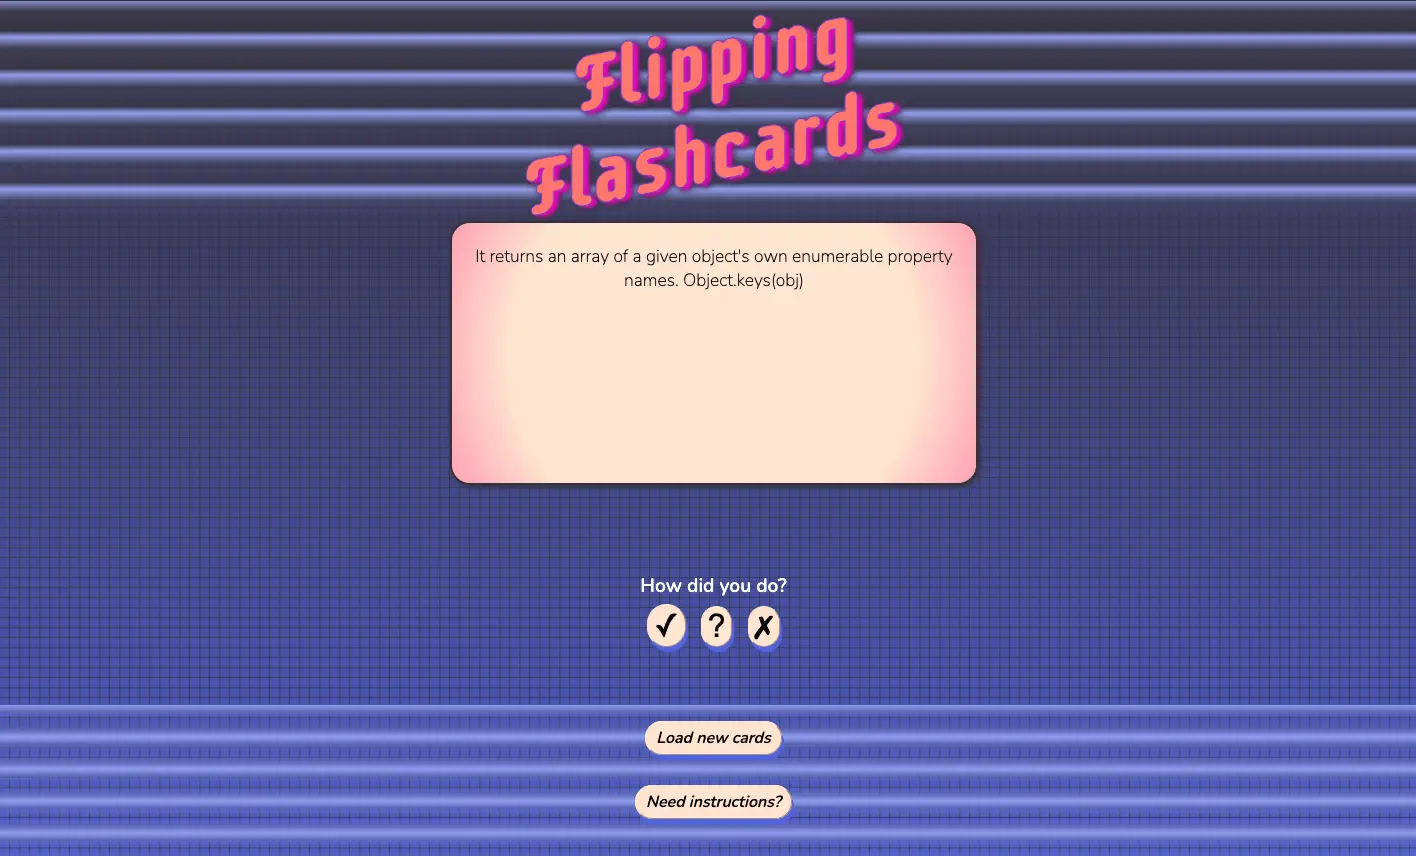 Flipping
Flashcards
It returns an array of a given object's own enumerable property
names. Object.keys(obj)
How did you do?
✓ ? ✗
Load new cards
Need instructions?